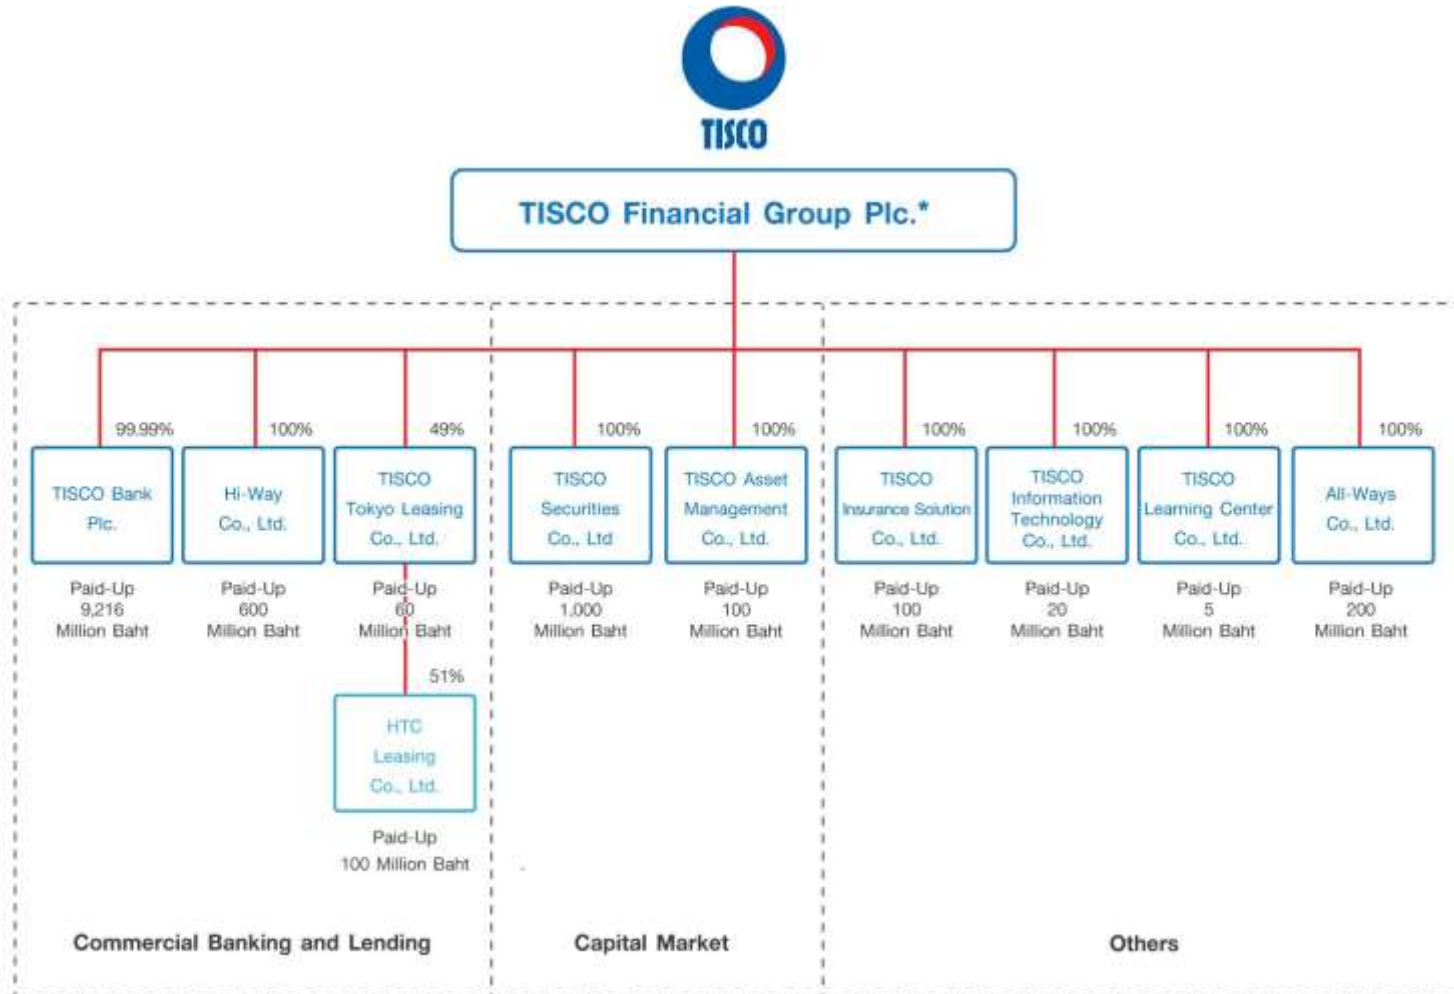 TISCO
TISCO Financial Group Plc.*
99.99%
TISCO Bank
Plc.
Paid-Up
9,216
Million Baht
100%
Hi-Way
Co., Ltd.
Paid-Up
600
Million Baht
49%
TISCO
Tokyo Leasing
Co., Ltd.
Paid-Up
60
Million Baht
51%
HTC
Leasing
Co., Ltd.
Paid-Up
100 Million Baht
Commercial Banking and Lending
100%
TISCO
Securities
Co., Ltd
Paid-Up
1,000
Million Baht
100%
TISCO Asset
Management
Co., Ltd.
Paid-Up
100
Million Baht
Capital Market
100%
TISCO
Insurance Solution
Co., Ltd.
Paid-Up
100
Million Baht
100%
TISCO
Information
Technology
Co., Ltd.
Paid-Up
20
Million Baht
100%
TISCO
Learning Center
Co., Ltd.
Paid-Up
5
Million Baht
100%
All-Ways
Co., Ltd.
Paid-Up
200
Million Baht
Others